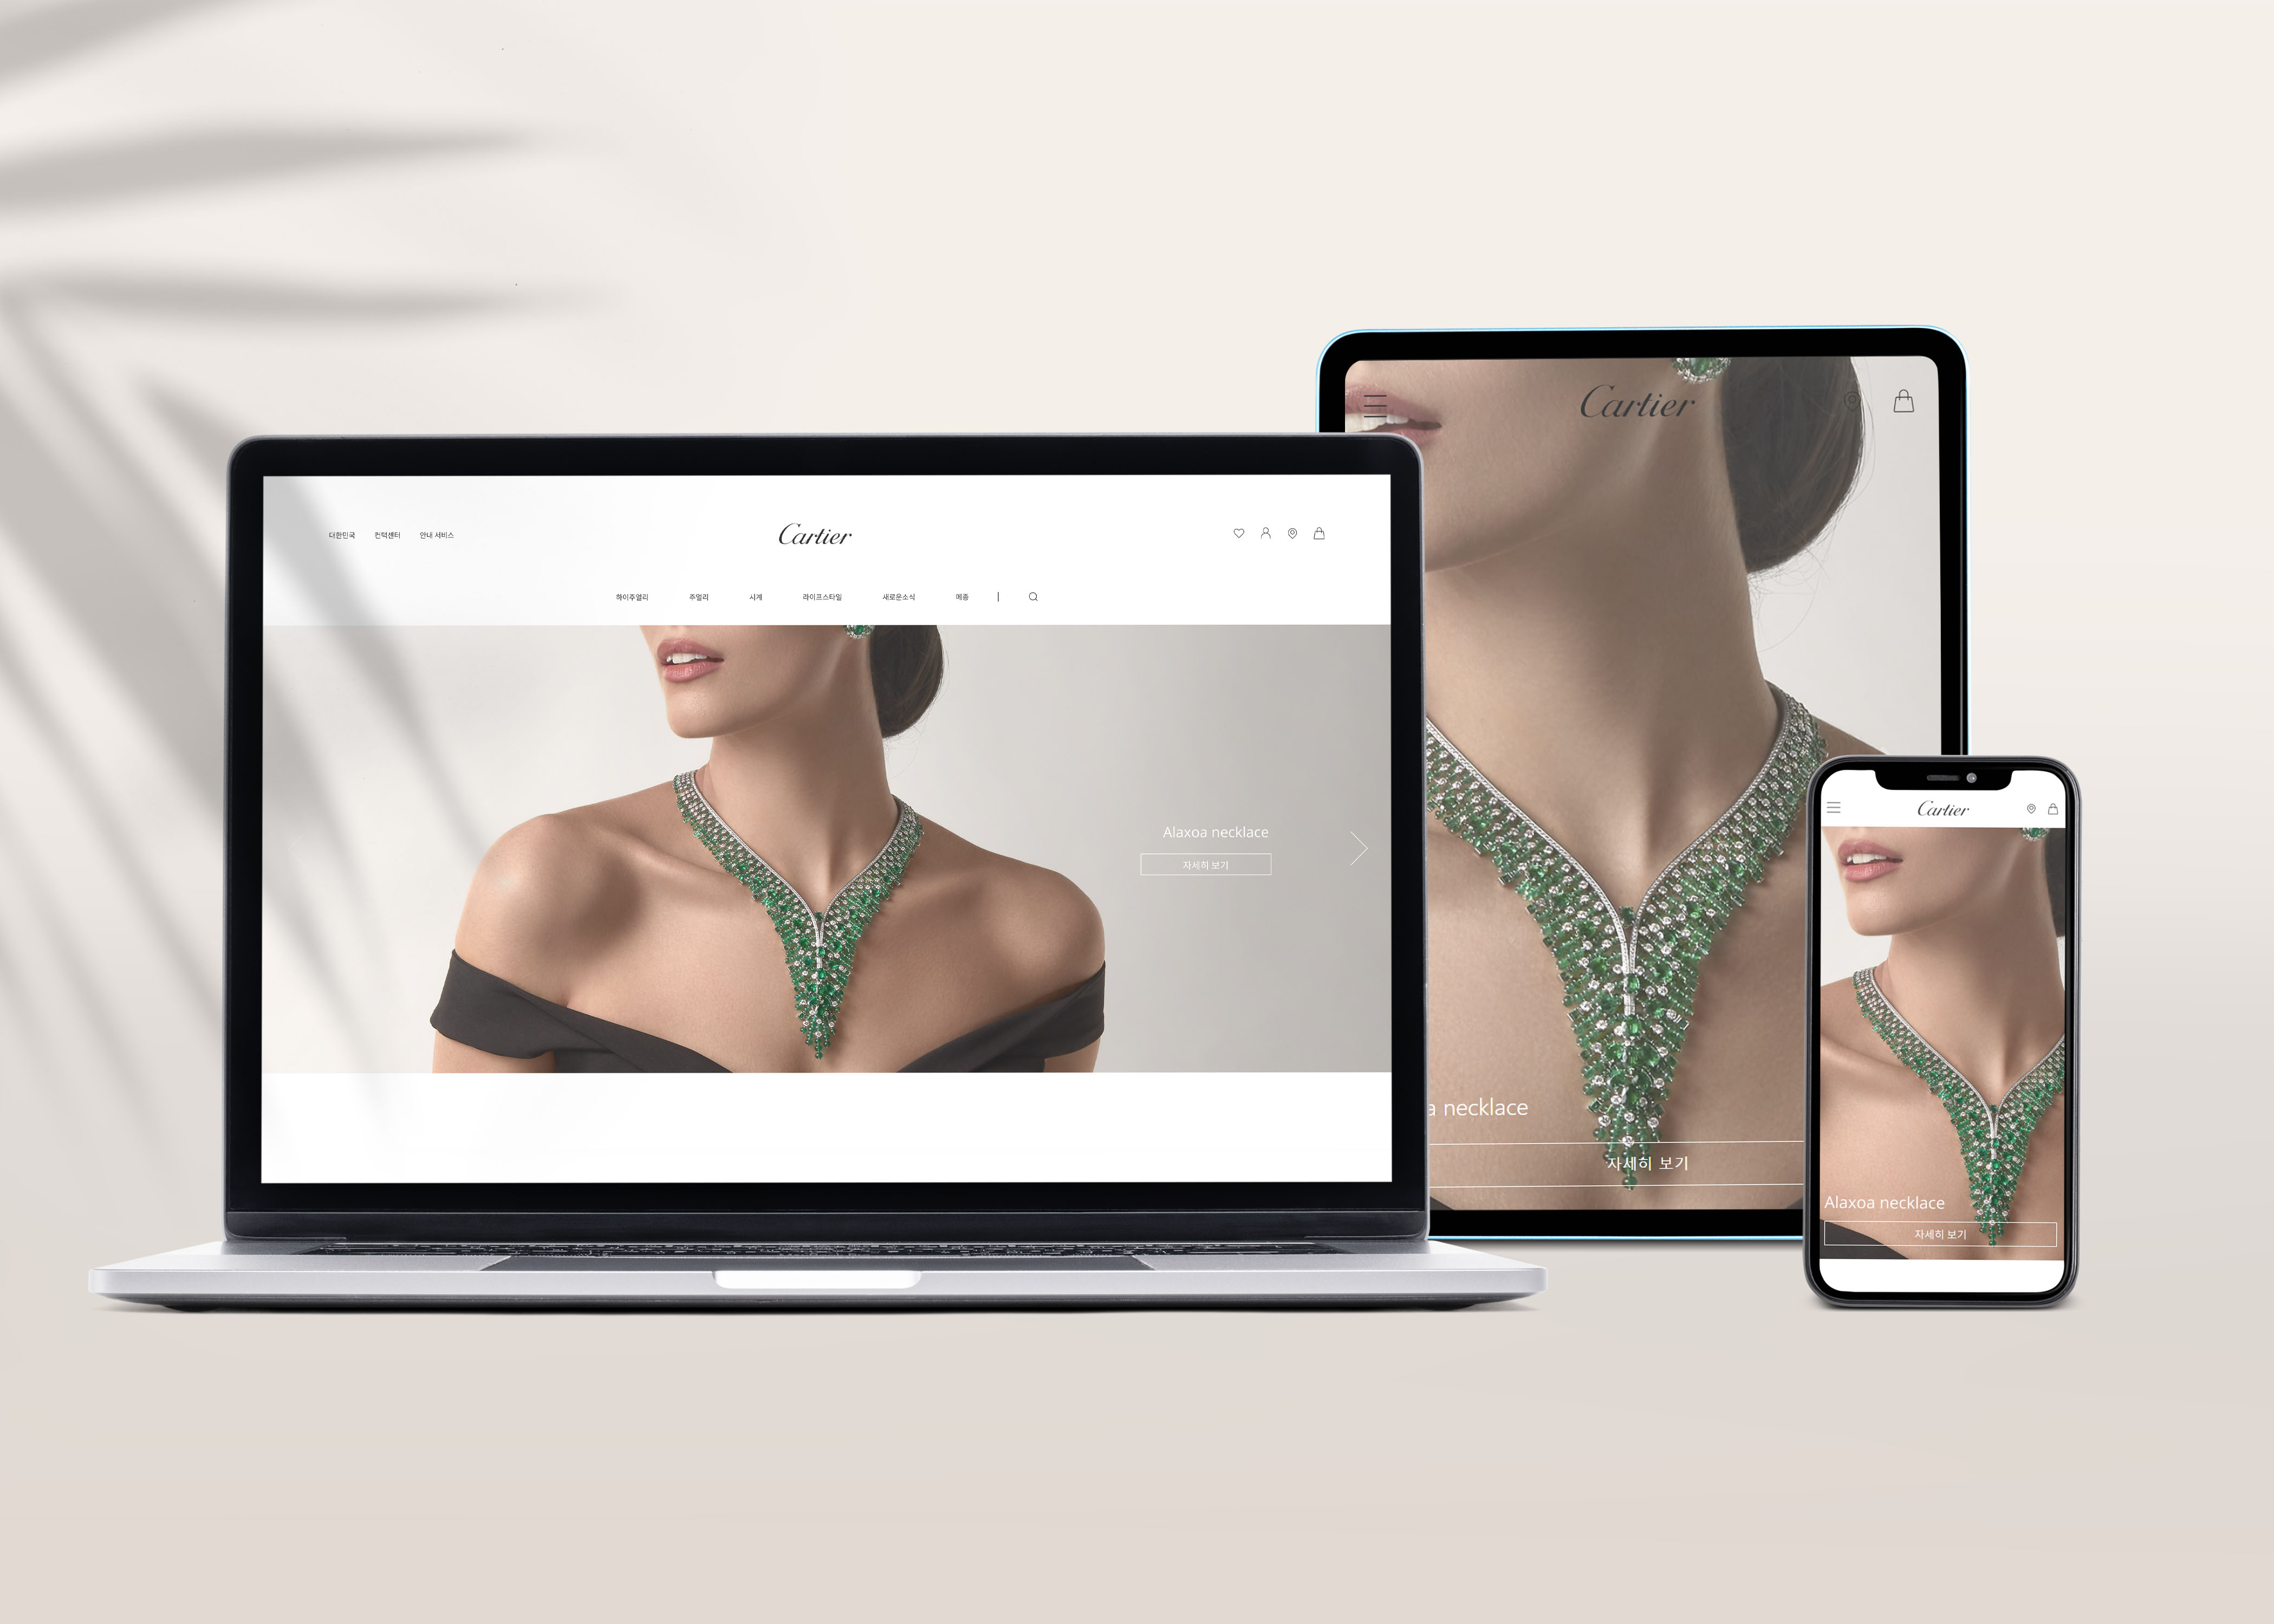 대한민국 컨택센터 안내 서비스
Cartier
하이주얼리 주얼리 시계 라이프스타일 새로운소식 메종
Alaxoa necklace
자세히 보기
Cartier
necklace
자세히 보기
Cartier
Alaxoa necklace
자세히 보기